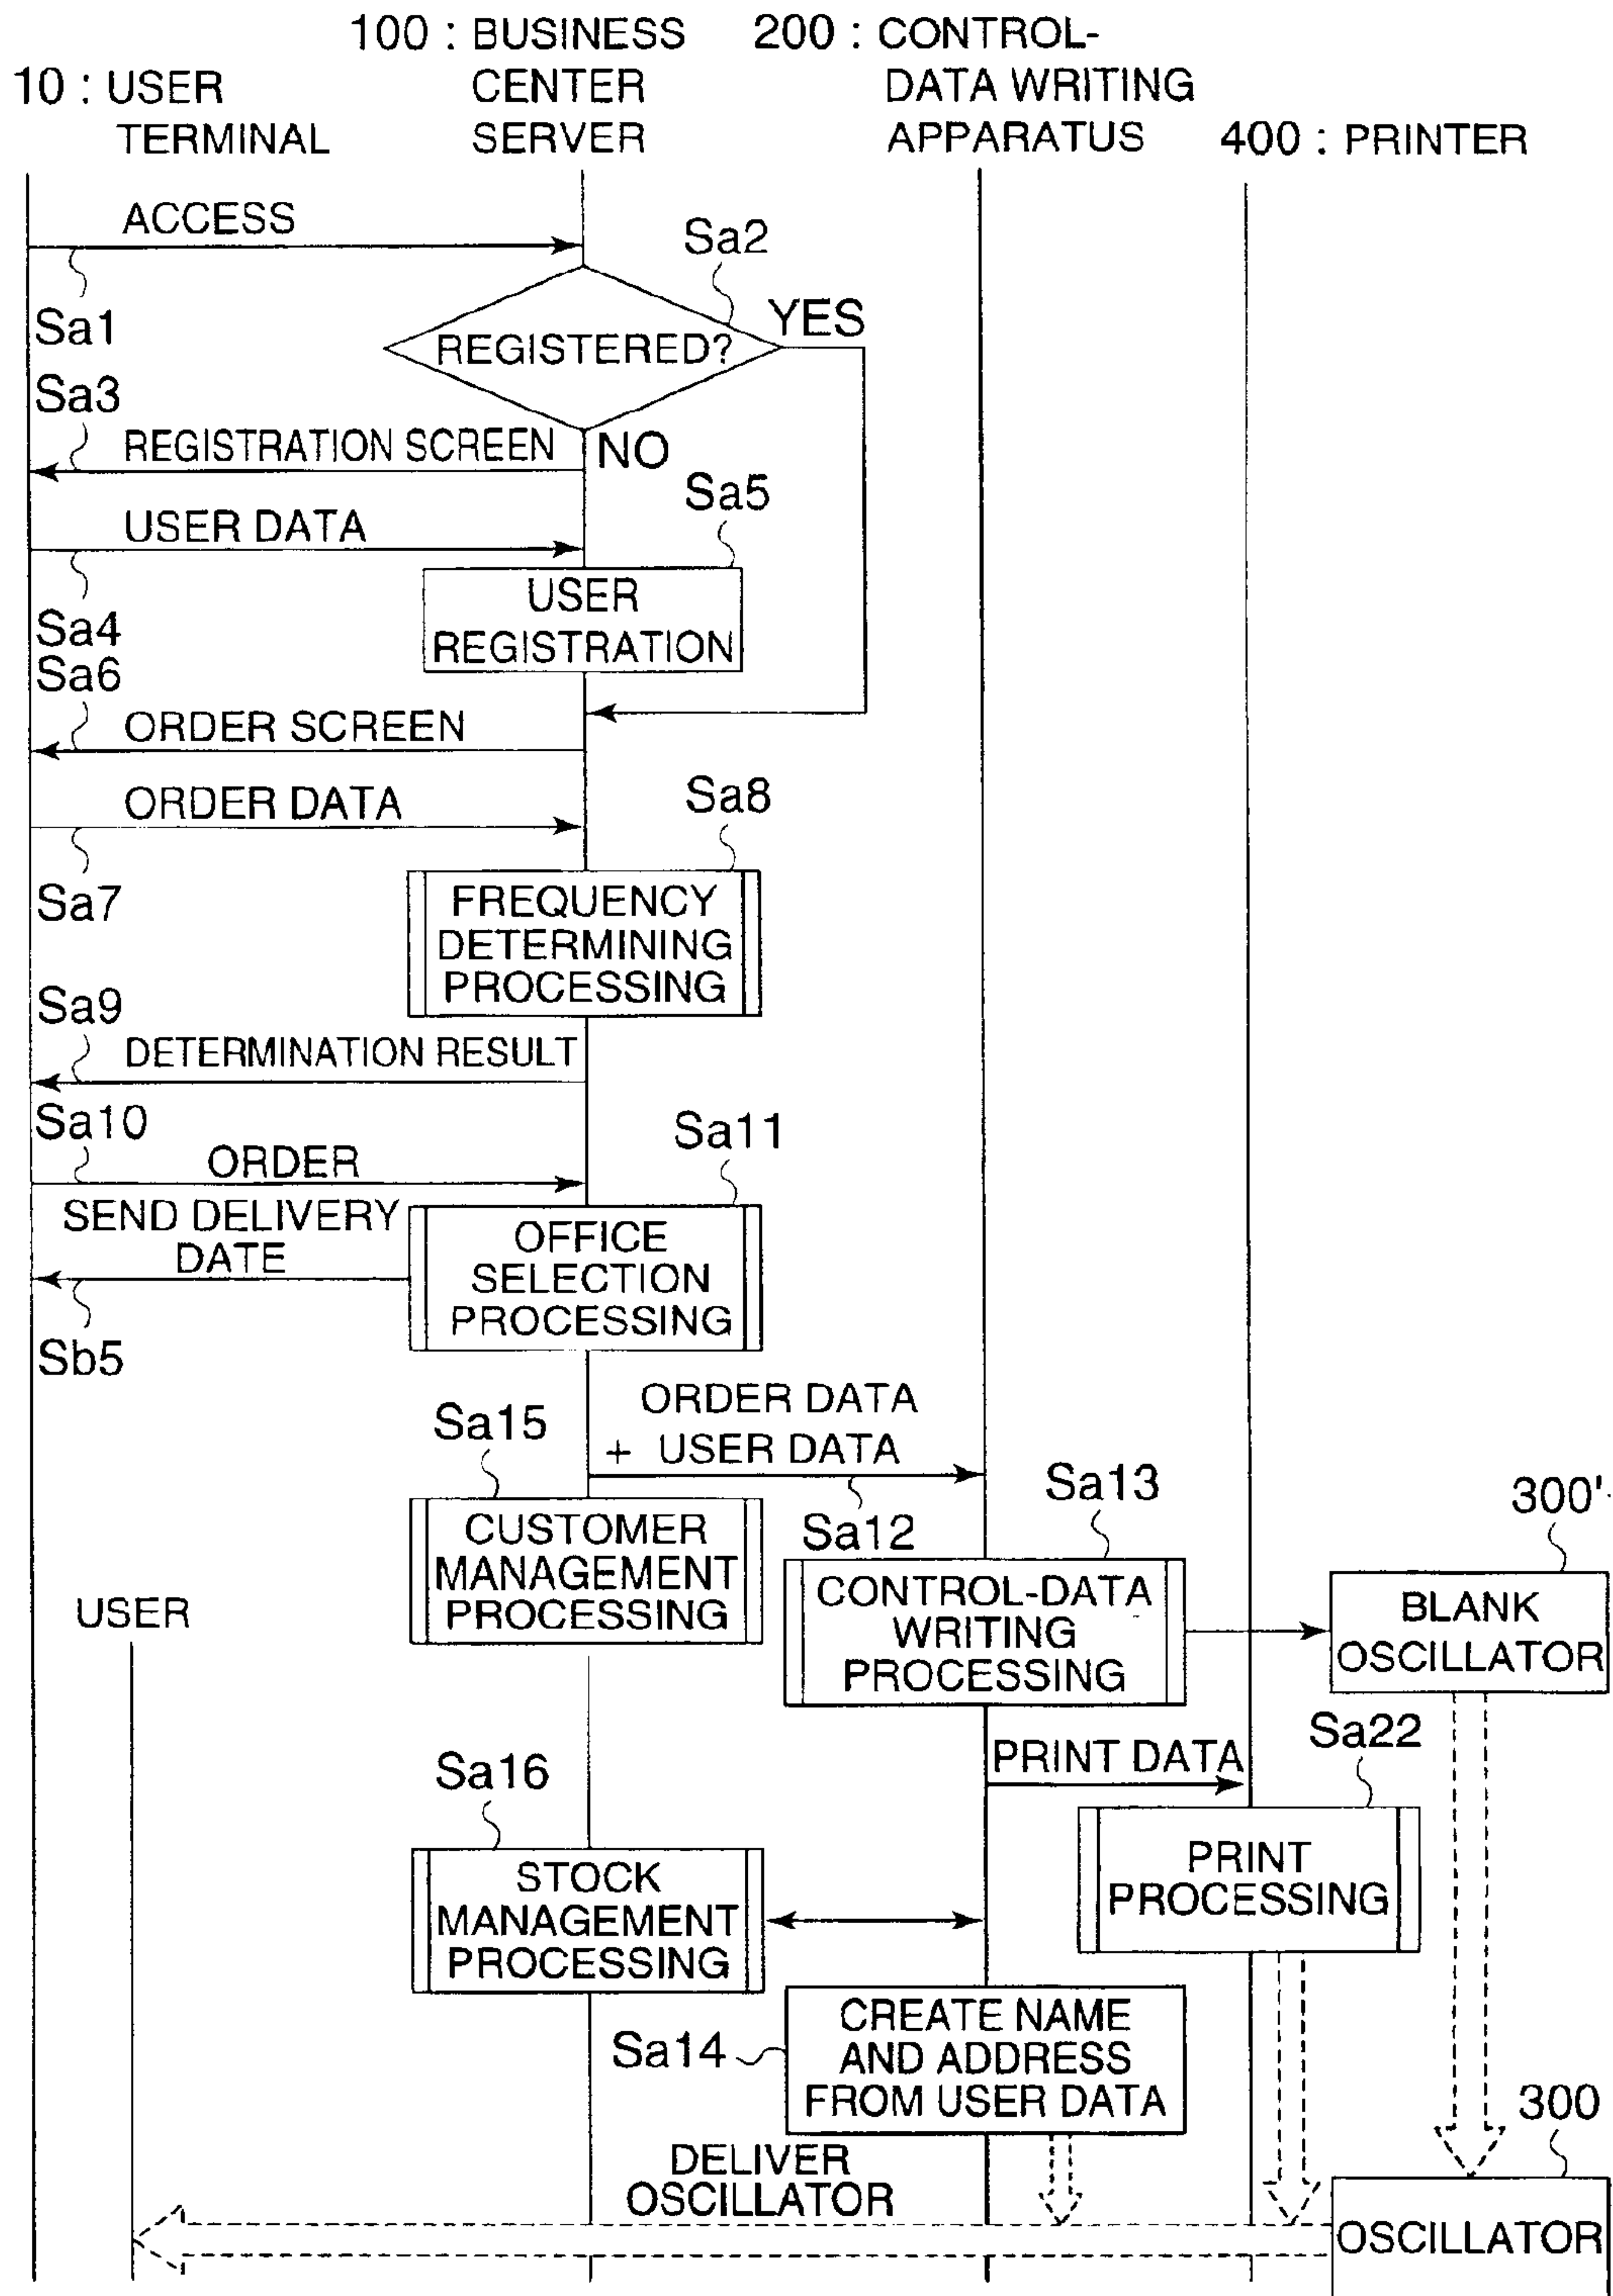 100 : BUSINESS
CENTER
SERVER
200 : CONTROL-
DATA WRITING
APPARATUS
10 : USER
TERMINAL
400 : PRINTER
ACCESS
Sa1
Sa2
REGISTERED?
YES
NO
Sa3
REGISTRATION SCREEN
USER DATA
Sa4
Sa5
USER
REGISTRATION
Sa6
ORDER SCREEN
ORDER DATA
Sa7
Sa8
FREQUENCY
DETERMINING
PROCESSING
Sa9
DETERMINATION RESULT
Sa10
ORDER
Sa11
OFFICE
SELECTION
PROCESSING
SEND DELIVERY
DATE
Sb5
ORDER DATA
+ USER DATA
Sa12
Sa15
CUSTOMER
MANAGEMENT
PROCESSING
Sa13
CONTROL-DATA
WRITING
PROCESSING
300'
BLANK
OSCILLATOR
USER
PRINT DATA
Sa22
PRINT
PROCESSING
Sa16
STOCK
MANAGEMENT
PROCESSING
Sa14
CREATE NAME
AND ADDRESS
FROM USER DATA
DELIVER
OSCILLATOR
300
OSCILLATOR